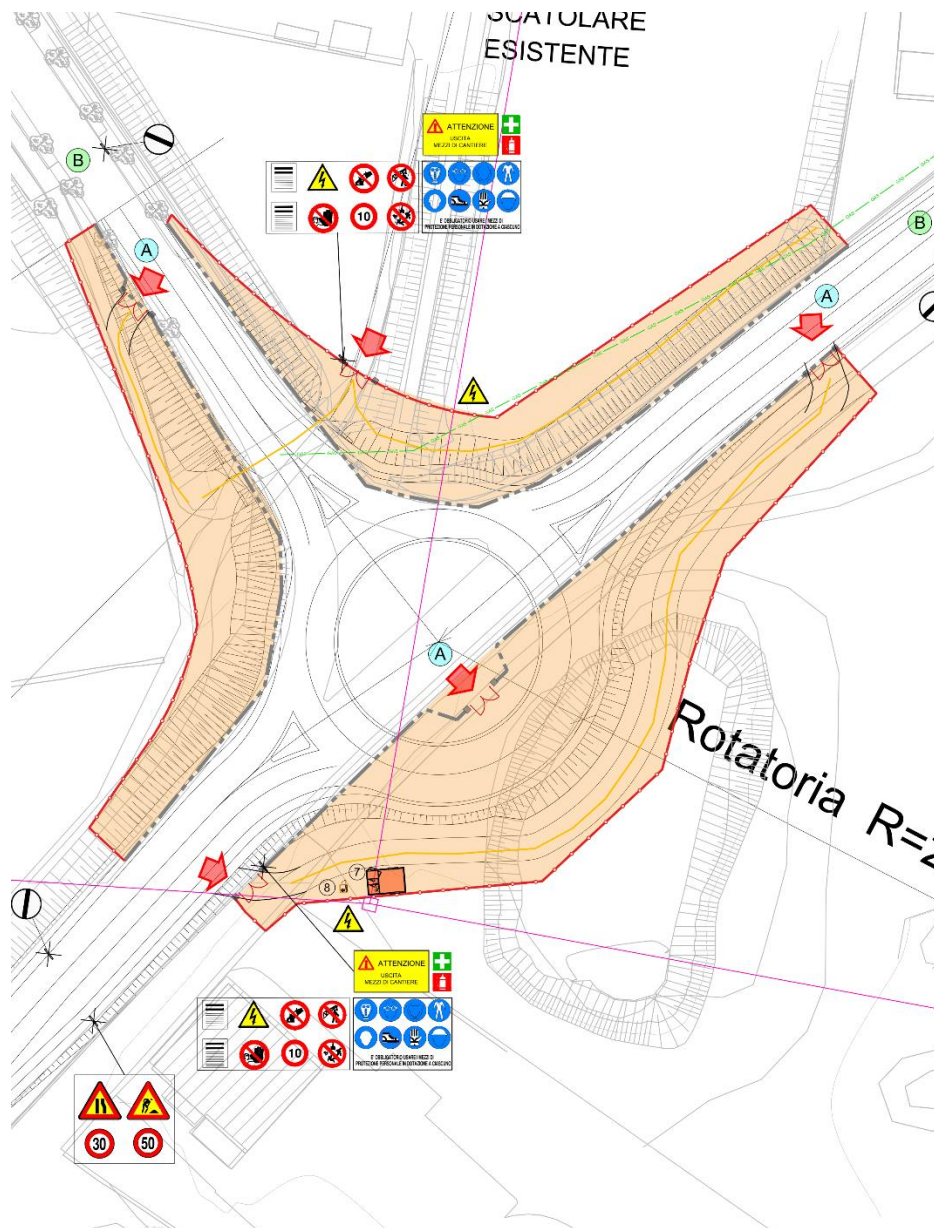 SCATOLARE
ESISTENTE
ATTENZIONE
USCITA
MEZZI DI CANTIERE
B
10
E' OBBLIGATORIO USARE I MEZZI DI
PROTEZIONE PERSONALE IN DOTAZIONE A CIASCUNO
B
A
A
A
Rotatoria R=2
7
8
ATTENZIONE
USCITA
MEZZI DI CANTIERE
10
E' OBBLIGATORIO USARE I MEZZI DI
PROTEZIONE PERSONALE IN DOTAZIONE A CIASCUNO
30
50